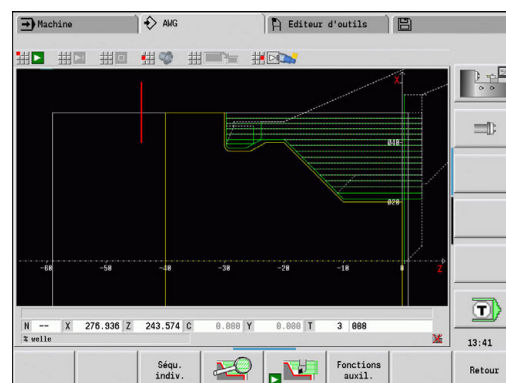 Machine
AWG
Editeur d'outils
X
ø40
ø20
-60 -50 -40 -30 -20 -10 0 Z
N -- X 276.936 Z 243.574 C 0.000 Y 0.000 T 3 000
% welle
T
13:41
Séqu. indiv.
Fonctions auxil.
Retour